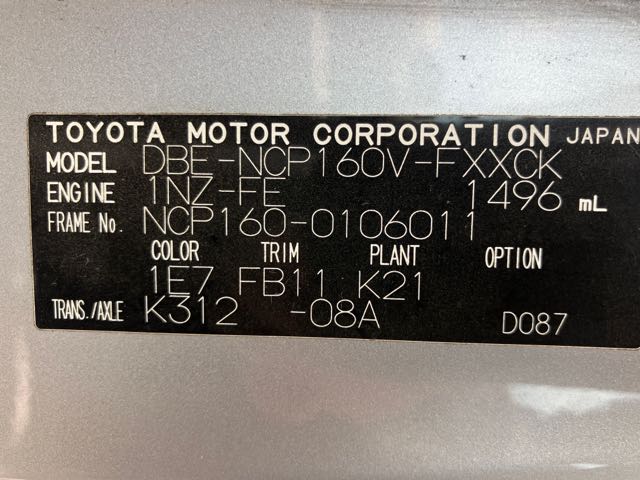 TOYOTA MOTOR CORPORATION JAPAN
MODEL DBE-NCP160V-FXXCK
ENGINE 1NZ-FE 1496 mL
FRAME No. NCP160-0106011
COLOR TRIM PLANT OPTION
1E7 FB11 K21
TRANS./AXLE K312 -08A D087